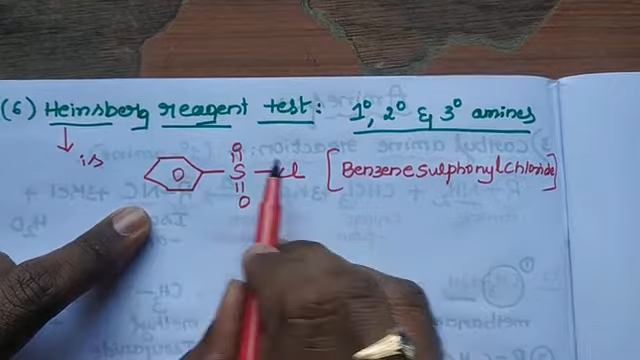 (6) Heinsberg reagent test: 1°, 2° & 3° amines
is
O
S Cl [Benzenesulphonylchloride]
O